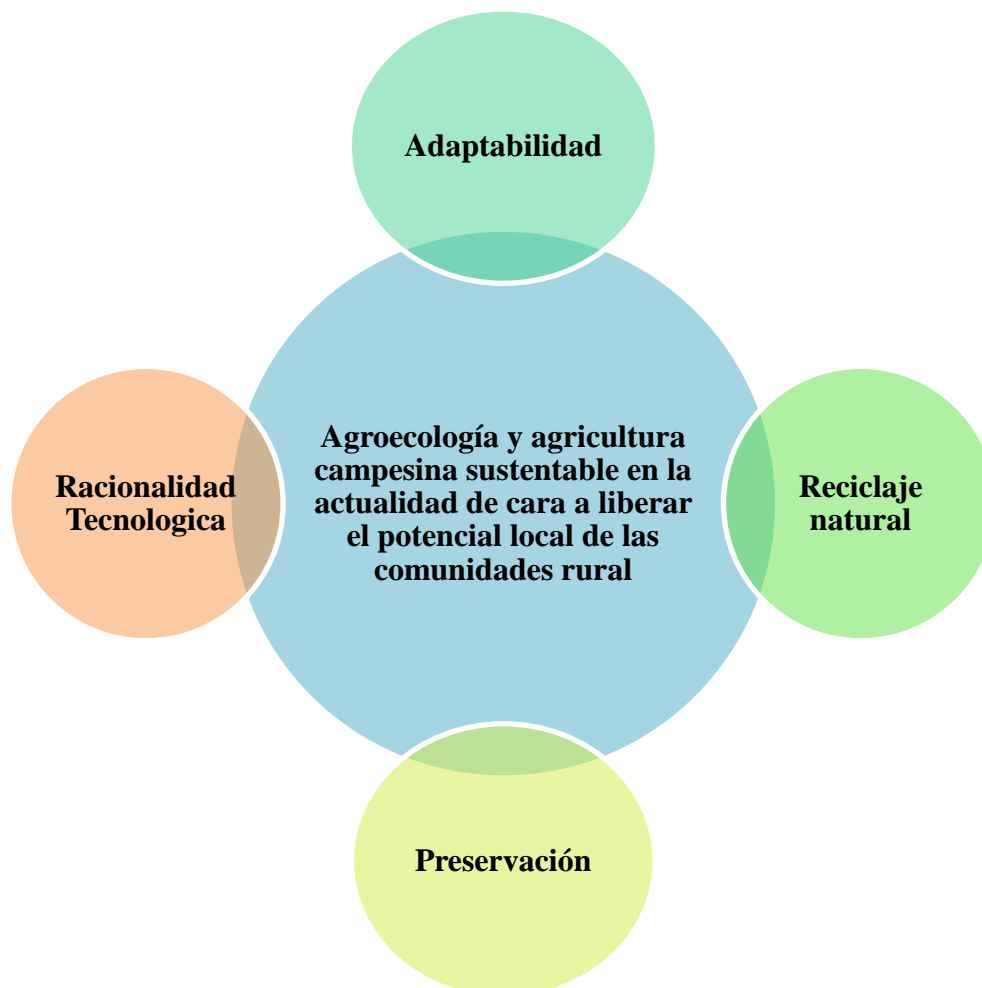 Adaptabilidad
Agroecología y agricultura
campesina sustentable en la
actualidad de cara a liberar
el potencial local de las
comunidades rural
Racionalidad
Tecnologica
Reciclaje
natural
Preservación